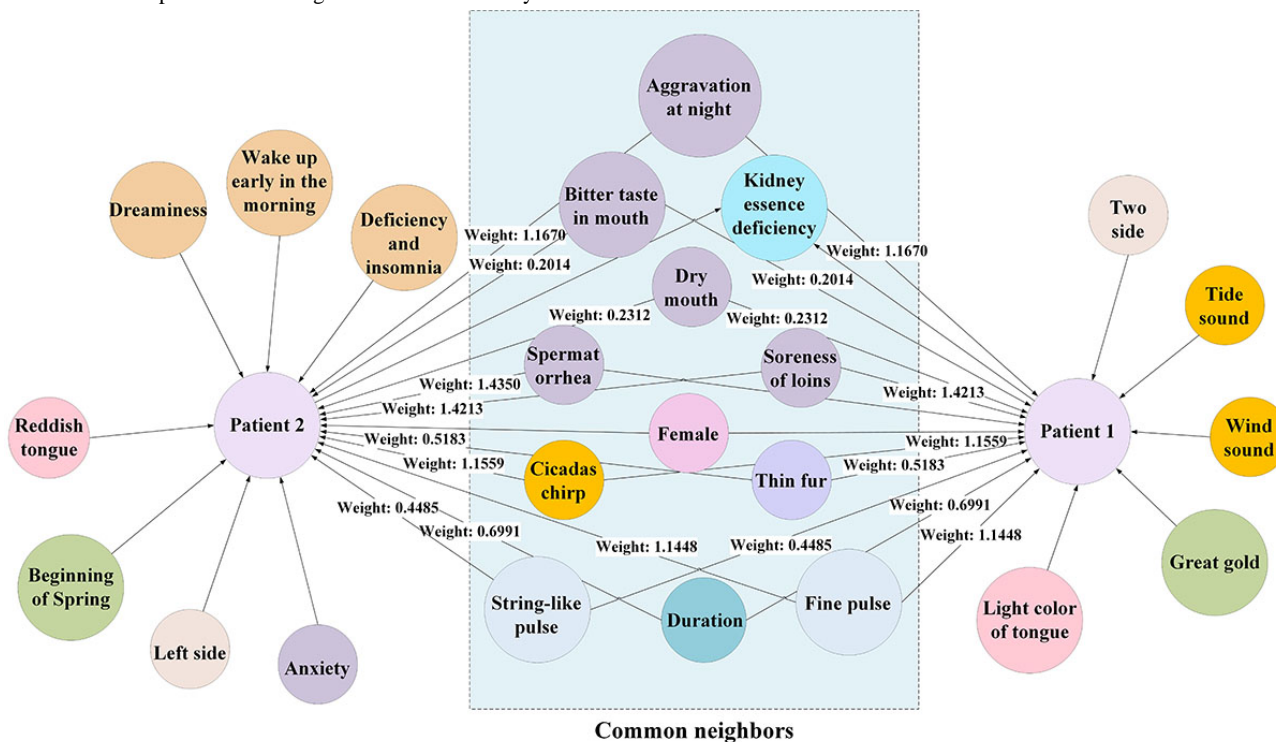 Aggravation
at night
Wake up
early in the
morning
Dreaminess
Deficiency
and
insomnia
Bitter taste
in mouth
Kidney
essence
deficiency
Two
side
Weight: 1.1670
Weight: 0.2014
Weight: 1.1670
Weight: 0.2014
Dry
mouth
Tide
sound
Weight: 0.2312
Weight: 0.2312
Spermat
orrhea
Soreness
of loins
Weight: 1.4350
Weight: 1.4213
Weight: 1.4213
Reddish
tongue
Patient 2
Female
Patient 1
Wind
sound
Weight: 0.5183
Weight: 1.1559
Weight: 1.1559
Weight: 0.5183
Cicadas
chirp
Thin fur
Weight: 0.4485
Weight: 0.6991
Weight: 1.1448
Weight: 0.4485
Weight: 0.6991
Weight: 1.1448
Beginning
of Spring
String-like
pulse
Duration
Fine pulse
Light color
of tongue
Great gold
Left side
Anxiety
Common neighbors